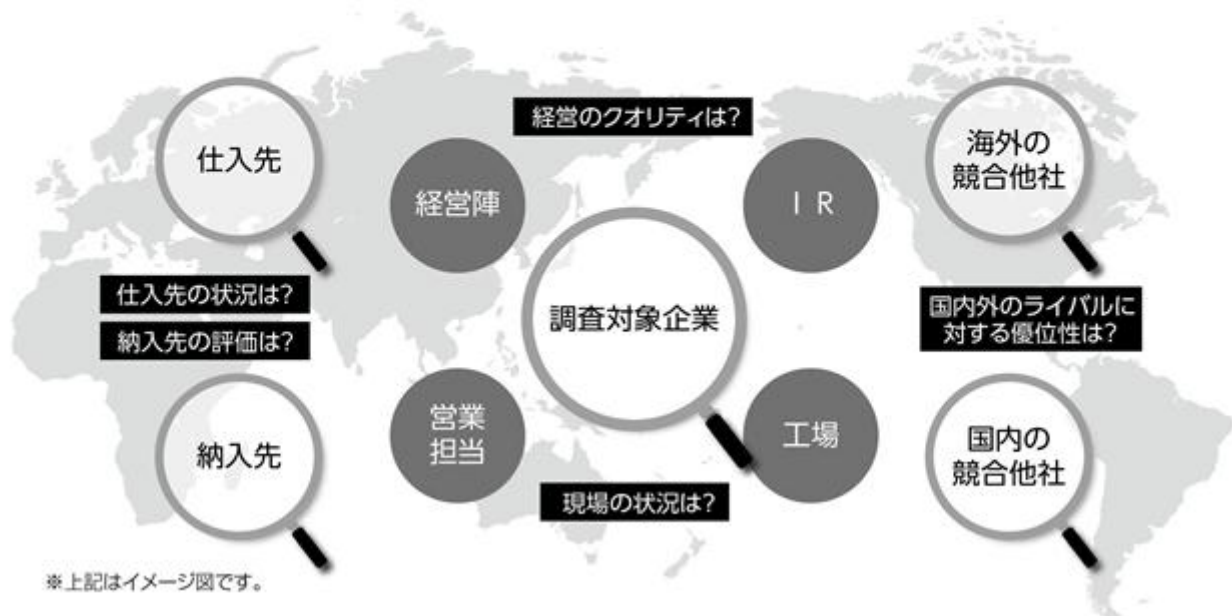 経営のクオリティは?
仕入先
経営陣
I R
海外の
競合他社
仕入先の状況は?
納入先の評価は?
調査対象企業
国内外のライバルに
対する優位性は?
納入先
営業
担当
工場
国内の
競合他社
現場の状況は?
※上記はイメージ図です。